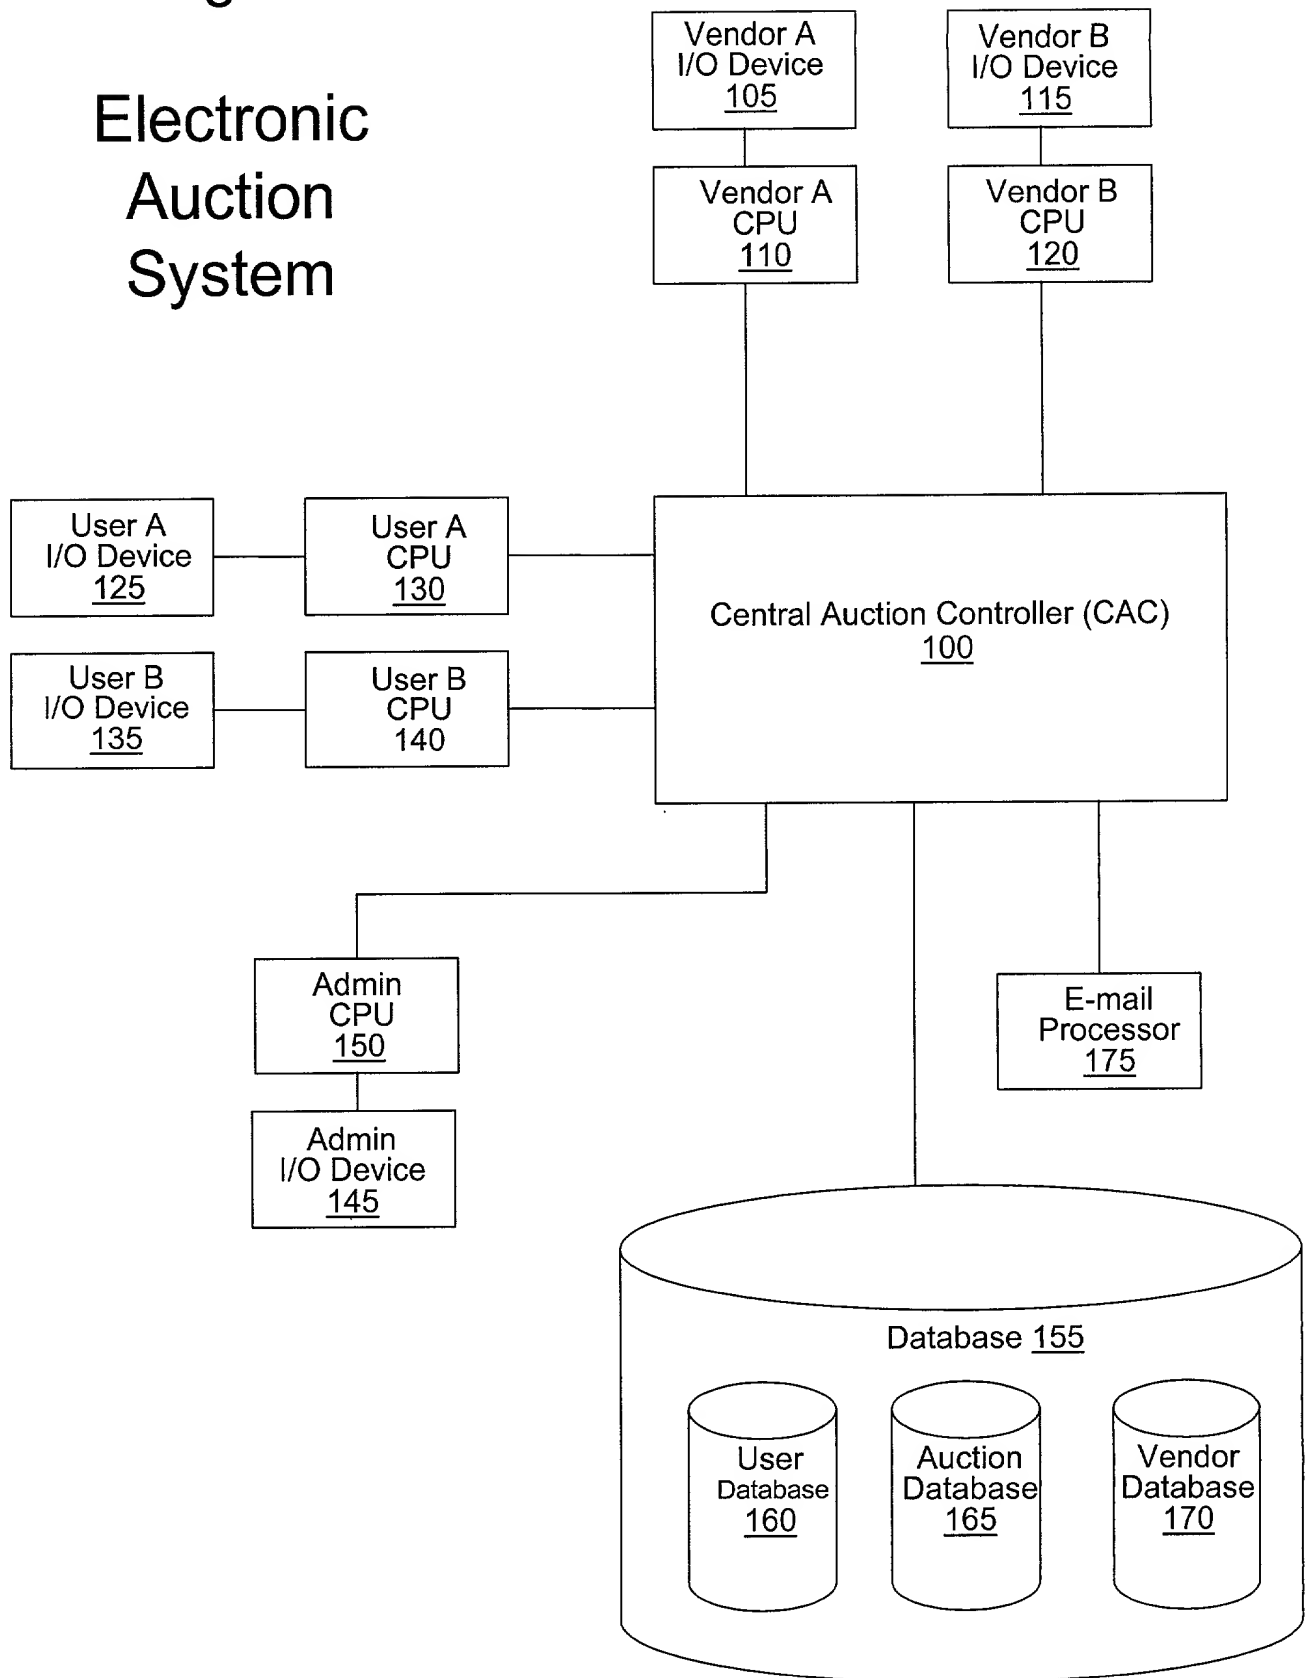 Electronic
Auction
System
Vendor A
I/O Device
105
Vendor B
I/O Device
115
Vendor A
CPU
110
Vendor B
CPU
120
User A
I/O Device
125
User A
CPU
130
Central Auction Controller (CAC)
100
User B
I/O Device
135
User B
CPU
140
Admin
CPU
150
E-mail
Processor
175
Admin
I/O Device
145
Database 155
User
Database
160
Auction
Database
165
Vendor
Database
170